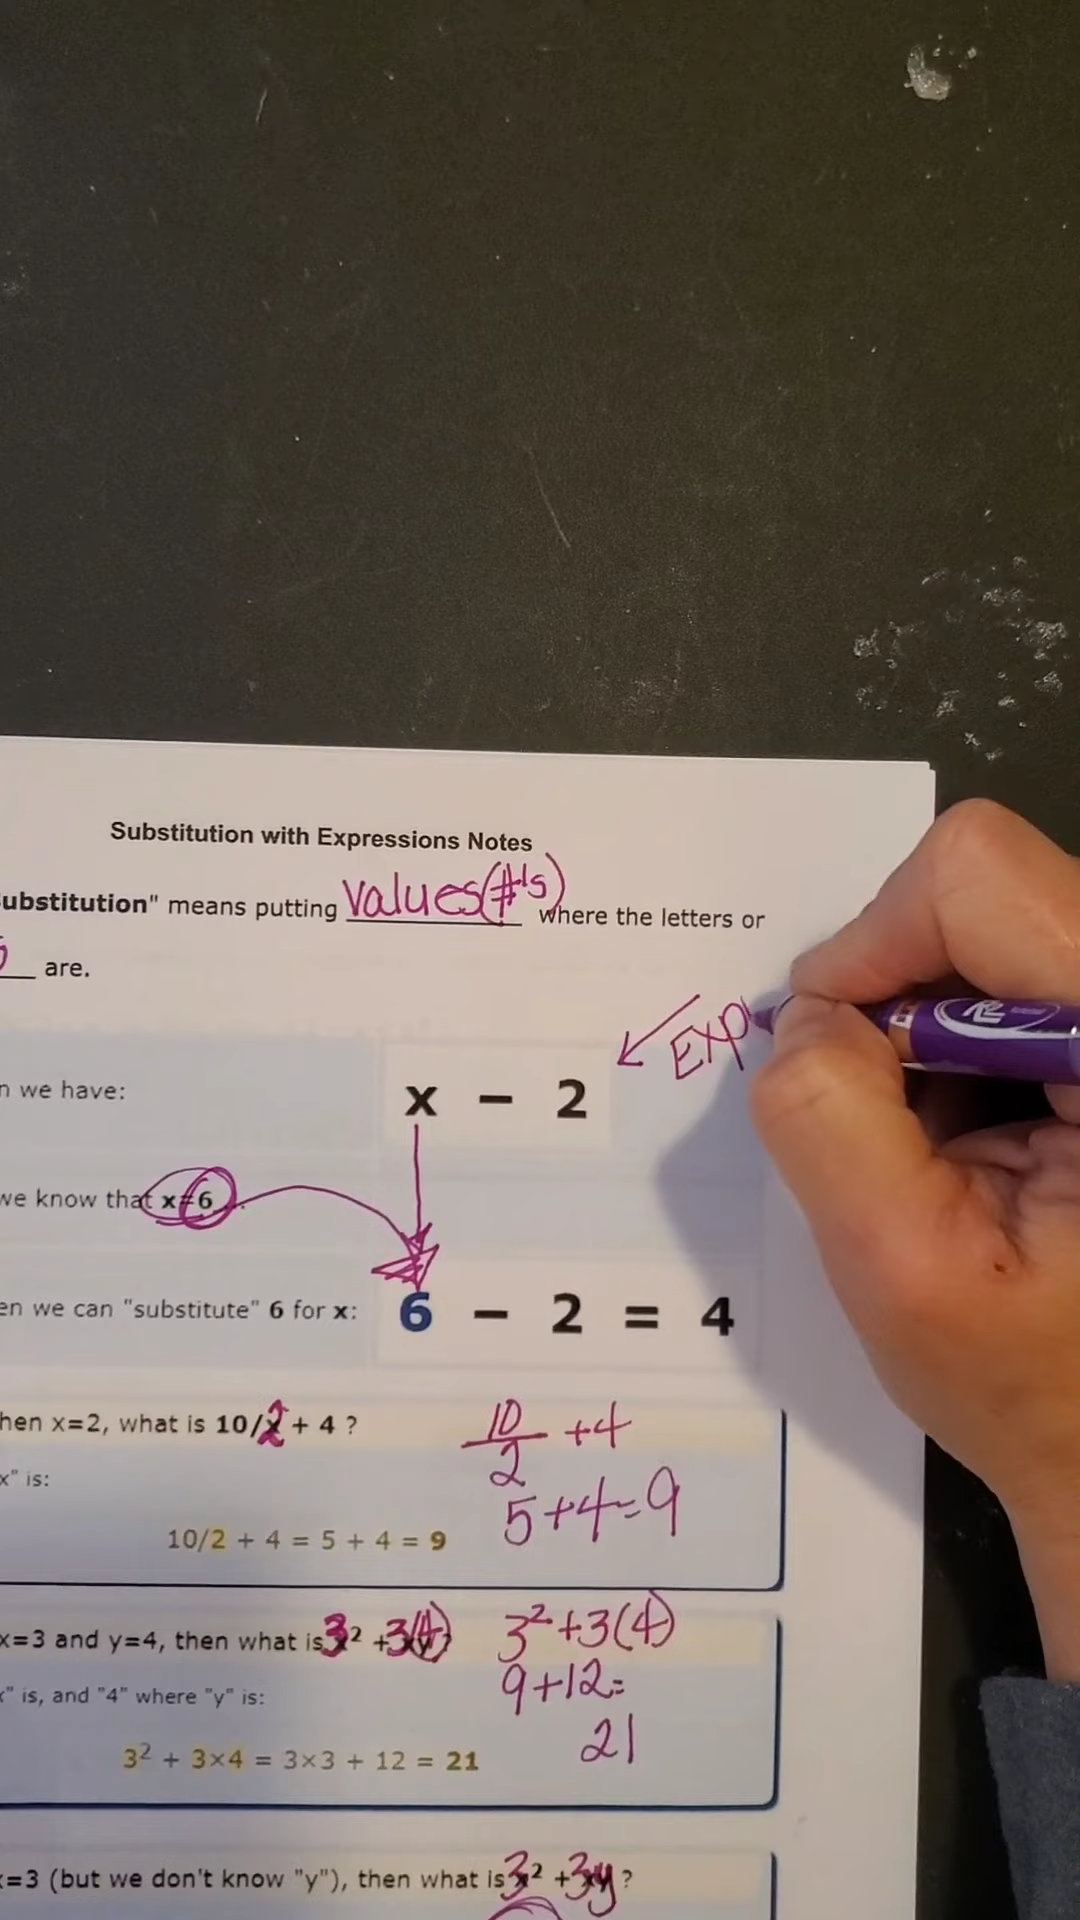 Substitution with Expressions Notes
ubstitution" means putting values(#'s) where the letters or
are.
Exp
n we have: x − 2
we know that x=6
en we can "substitute" 6 for x: 6 − 2 = 4
hen x=2, what is 10/2 + 4 ?
10/2 + 4
x" is:
5+4=9
10/2 + 4 = 5 + 4 = 9
x=3 and y=4, then what is 3² + 3(4)? 3²+3(4)
" is, and "4" where "y" is: 9+12=
21
3² + 3×4 = 3×3 + 12 = 21
=3 (but we don't know "y"), then what is 3² + 3y ?